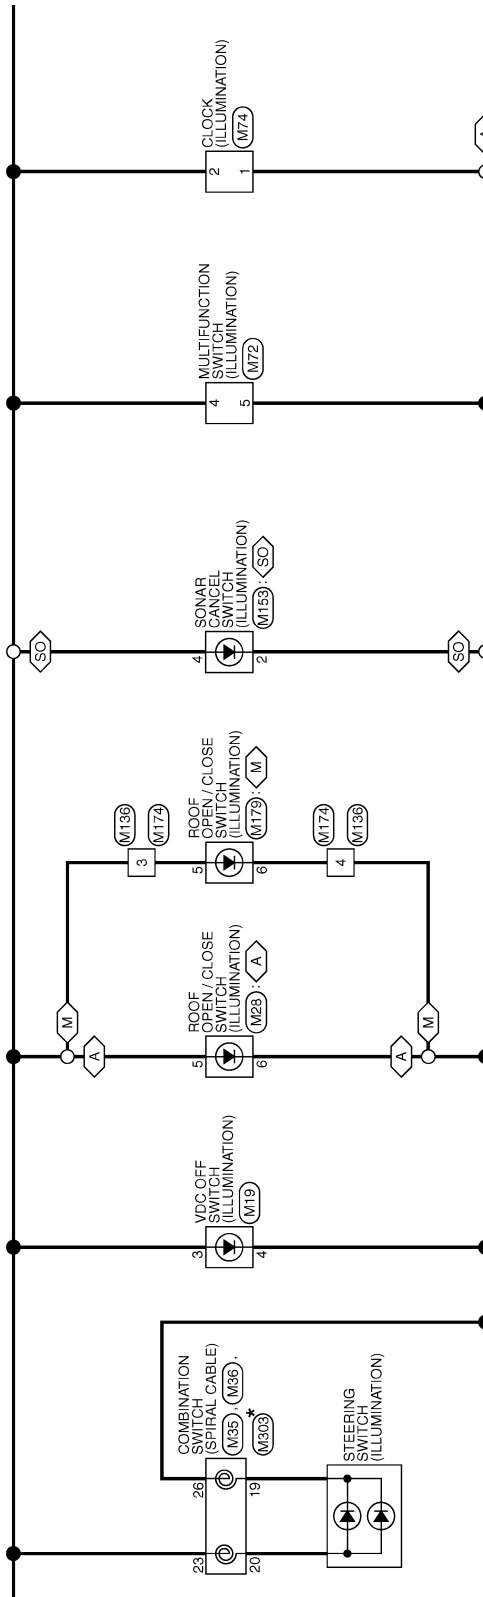 CLOCK
(ILLUMINATION)
M74
2
1
MULTIFUNCTION
SWITCH
(ILLUMINATION)
M72
4
5
SONAR
CANCEL
SWITCH
(ILLUMINATION)
M153 : SO
SO
4
2
SO
ROOF
OPEN / CLOSE
SWITCH
(ILLUMINATION)
M179 : M
M136
M174
3
5
6
M174
M136
4
ROOF
OPEN / CLOSE
SWITCH
(ILLUMINATION)
M28 : A
M
A
5
6
A
M
VDC OFF
SWITCH
(ILLUMINATION)
M19
3
4
COMBINATION
SWITCH
(SPIRAL CABLE)
M35 , M36 ,
M303 *
26
19
23
20
STEERING
SWITCH
(ILLUMINATION)